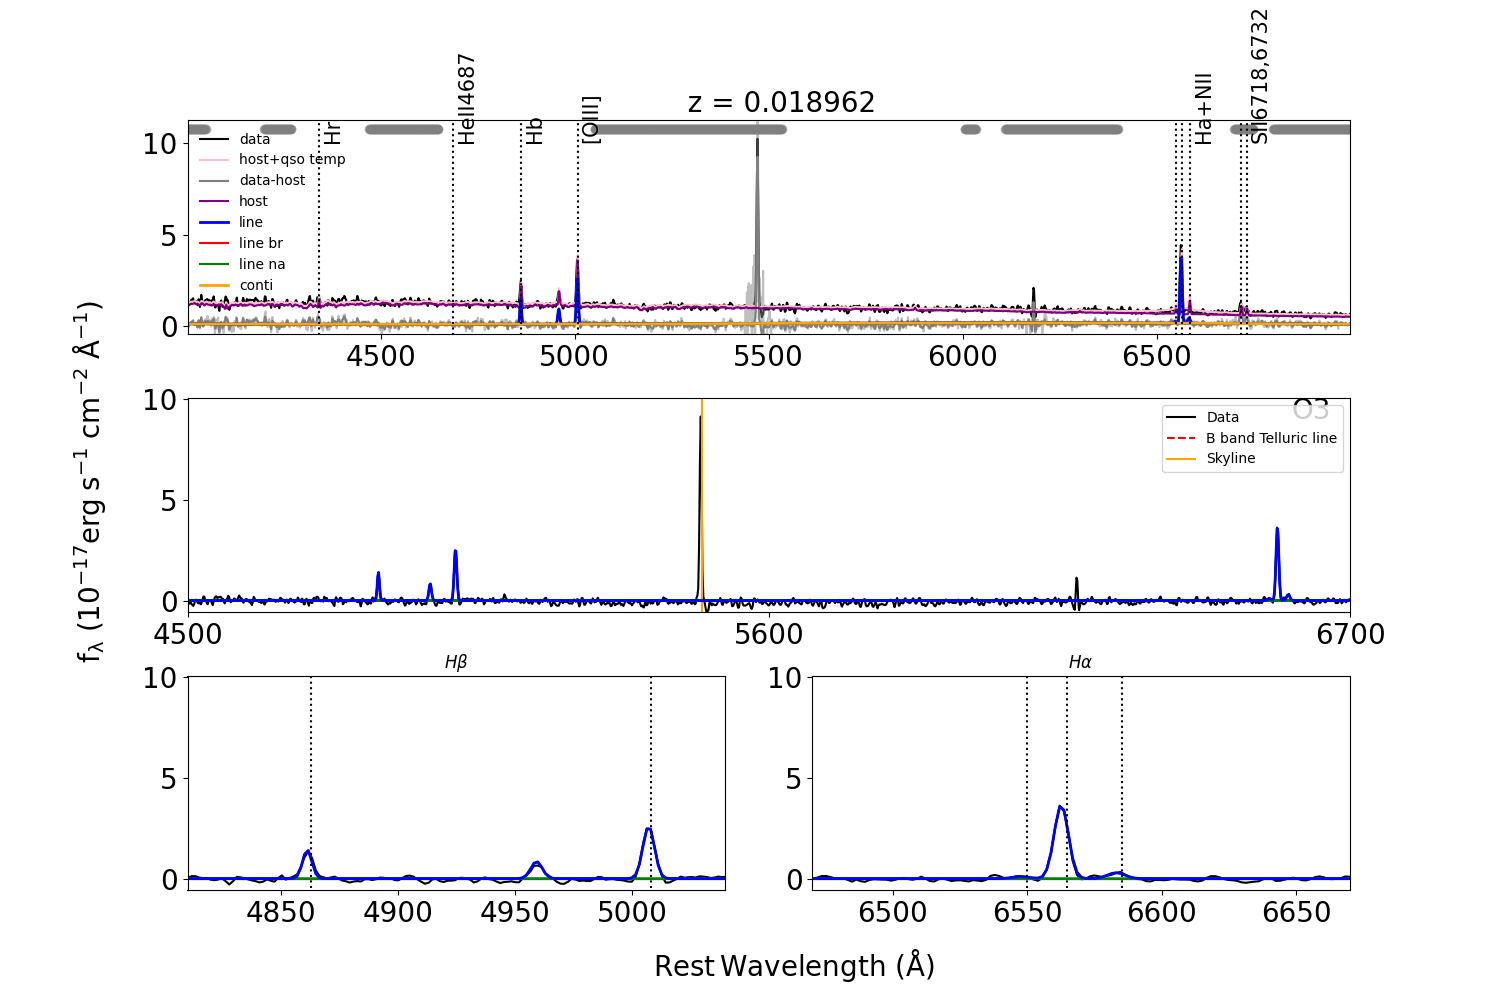 z = 0.018962
Hr
HeII4687
Hb
[OIII]
Ha+NII
SII6718,6732
data
host+qso temp
data-host
host
line
line br
line na
conti
10
5
0
4500
5000
5500
6000
6500
O3
Data
B band Telluric line
Skyline
10
5
0
4500
5600
6700
fλ (10⁻¹⁷erg s⁻¹ cm⁻² Å⁻¹)
Hβ
10
5
0
4850
4900
4950
5000
Hα
10
5
0
6500
6550
6600
6650
Rest Wavelength (Å)